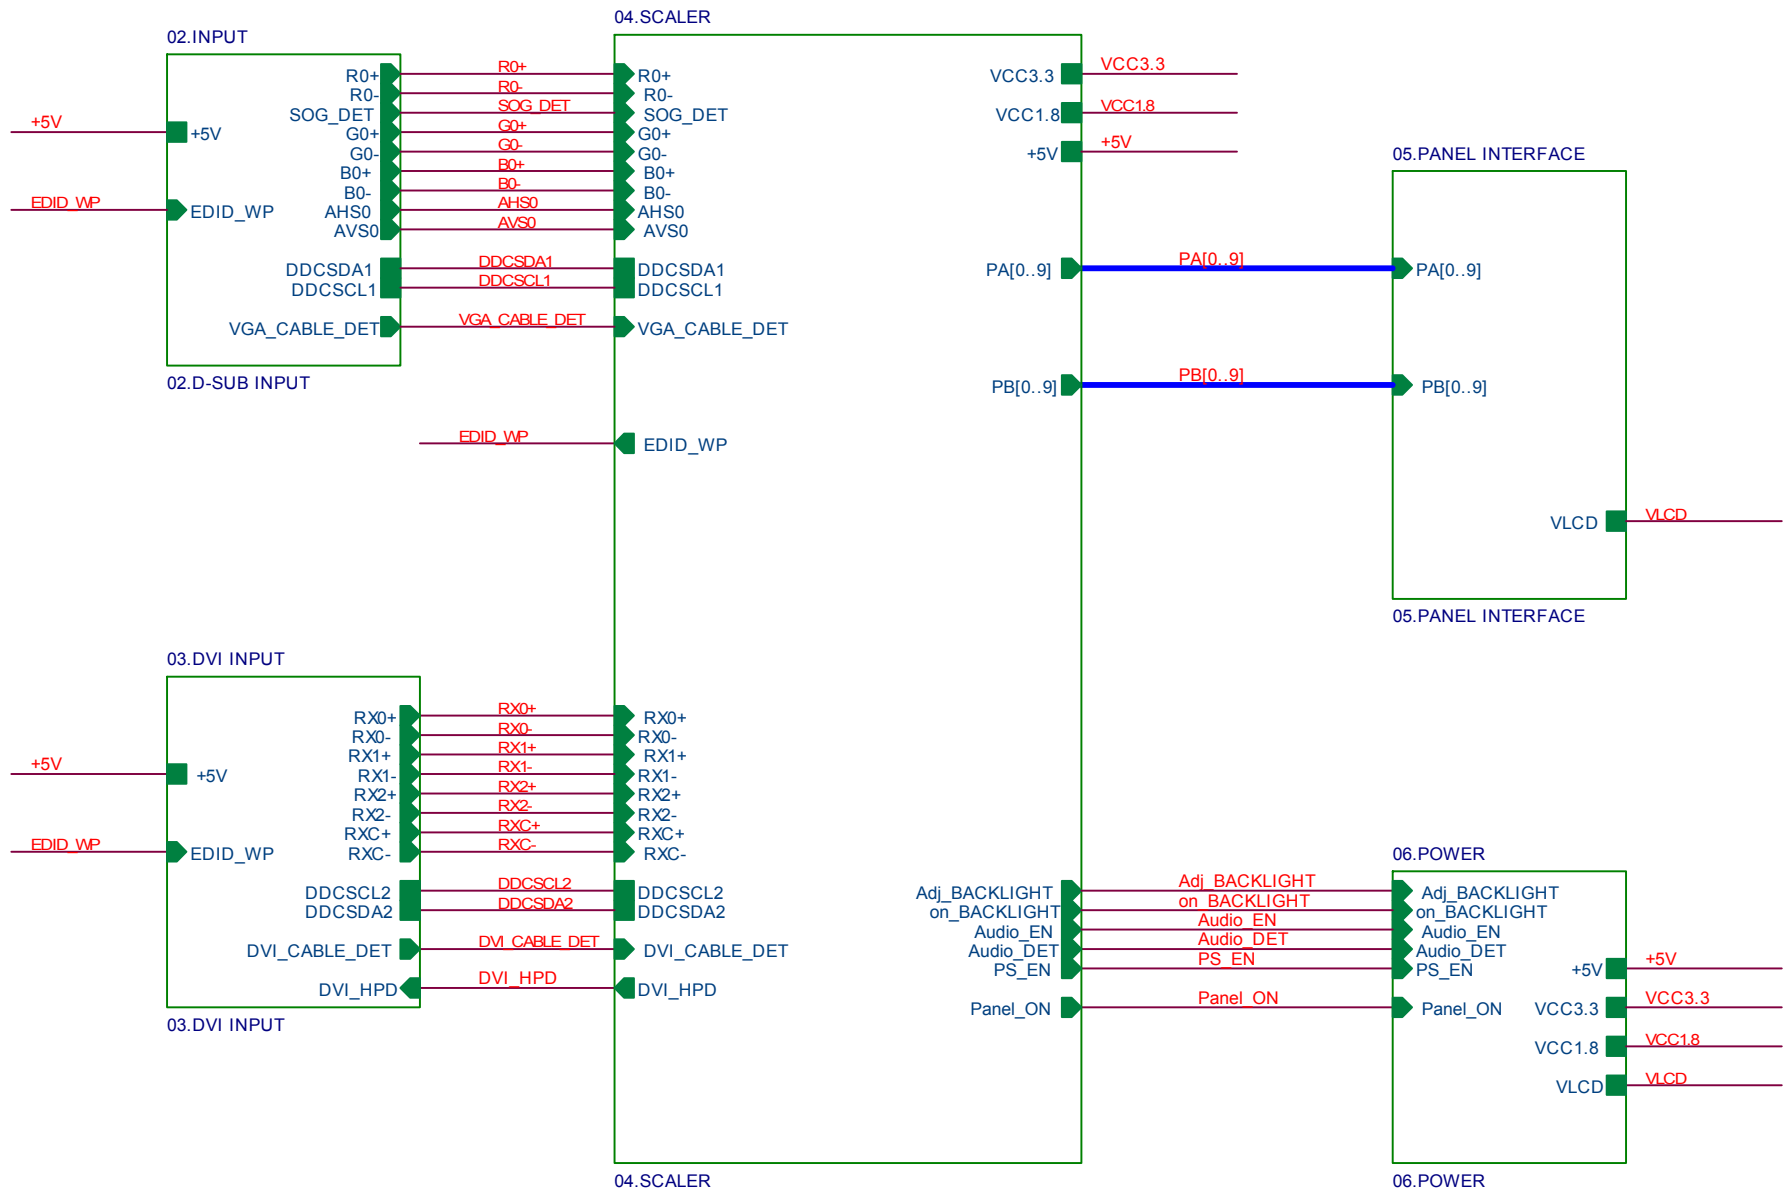 02.INPUT
+5V
+5V
EDID_WP
EDID_WP
R0+
R0-
SOG_DET
G0+
G0-
B0+
B0-
AHS0
AVS0
DDCSDA1
DDCSCL1
VGA_CABLE_DET
02.D-SUB INPUT
R0+
R0-
SOG_DET
G0+
G0-
B0+
B0-
AHS0
AVS0
DDCSDA1
DDCSCL1
VGA_CABLE_DET
EDID_WP
03.DVI INPUT
+5V
+5V
EDID_WP
EDID_WP
RX0+
RX0-
RX1+
RX1-
RX2+
RX2-
RXC+
RXC-
DDCSCL2
DDCSDA2
DVI_CABLE_DET
DVI_HPD
03.DVI INPUT
RX0+
RX0-
RX1+
RX1-
RX2+
RX2-
RXC+
RXC-
DDCSCL2
DDCSDA2
DVI_CABLE_DET
DVI_HPD
04.SCALER
R0+
R0-
SOG_DET
G0+
G0-
B0+
B0-
AHS0
AVS0
DDCSDA1
DDCSCL1
VGA_CABLE_DET
EDID_WP
RX0+
RX0-
RX1+
RX1-
RX2+
RX2-
RXC+
RXC-
DDCSCL2
DDCSDA2
DVI_CABLE_DET
DVI_HPD
VCC3.3
VCC1.8
+5V
PA[0..9]
PB[0..9]
Adj_BACKLIGHT
on_BACKLIGHT
Audio_EN
Audio_DET
PS_EN
Panel_ON
04.SCALER
VCC3.3
VCC1.8
+5V
PA[0..9]
PB[0..9]
Adj_BACKLIGHT
on_BACKLIGHT
Audio_EN
Audio_DET
PS_EN
Panel_ON
05.PANEL INTERFACE
PA[0..9]
PB[0..9]
VLCD
VLCD
05.PANEL INTERFACE
06.POWER
Adj_BACKLIGHT
on_BACKLIGHT
Audio_EN
Audio_DET
PS_EN
Panel_ON
+5V
VCC3.3
VCC1.8
VLCD
+5V
VCC3.3
VCC1.8
VLCD
06.POWER